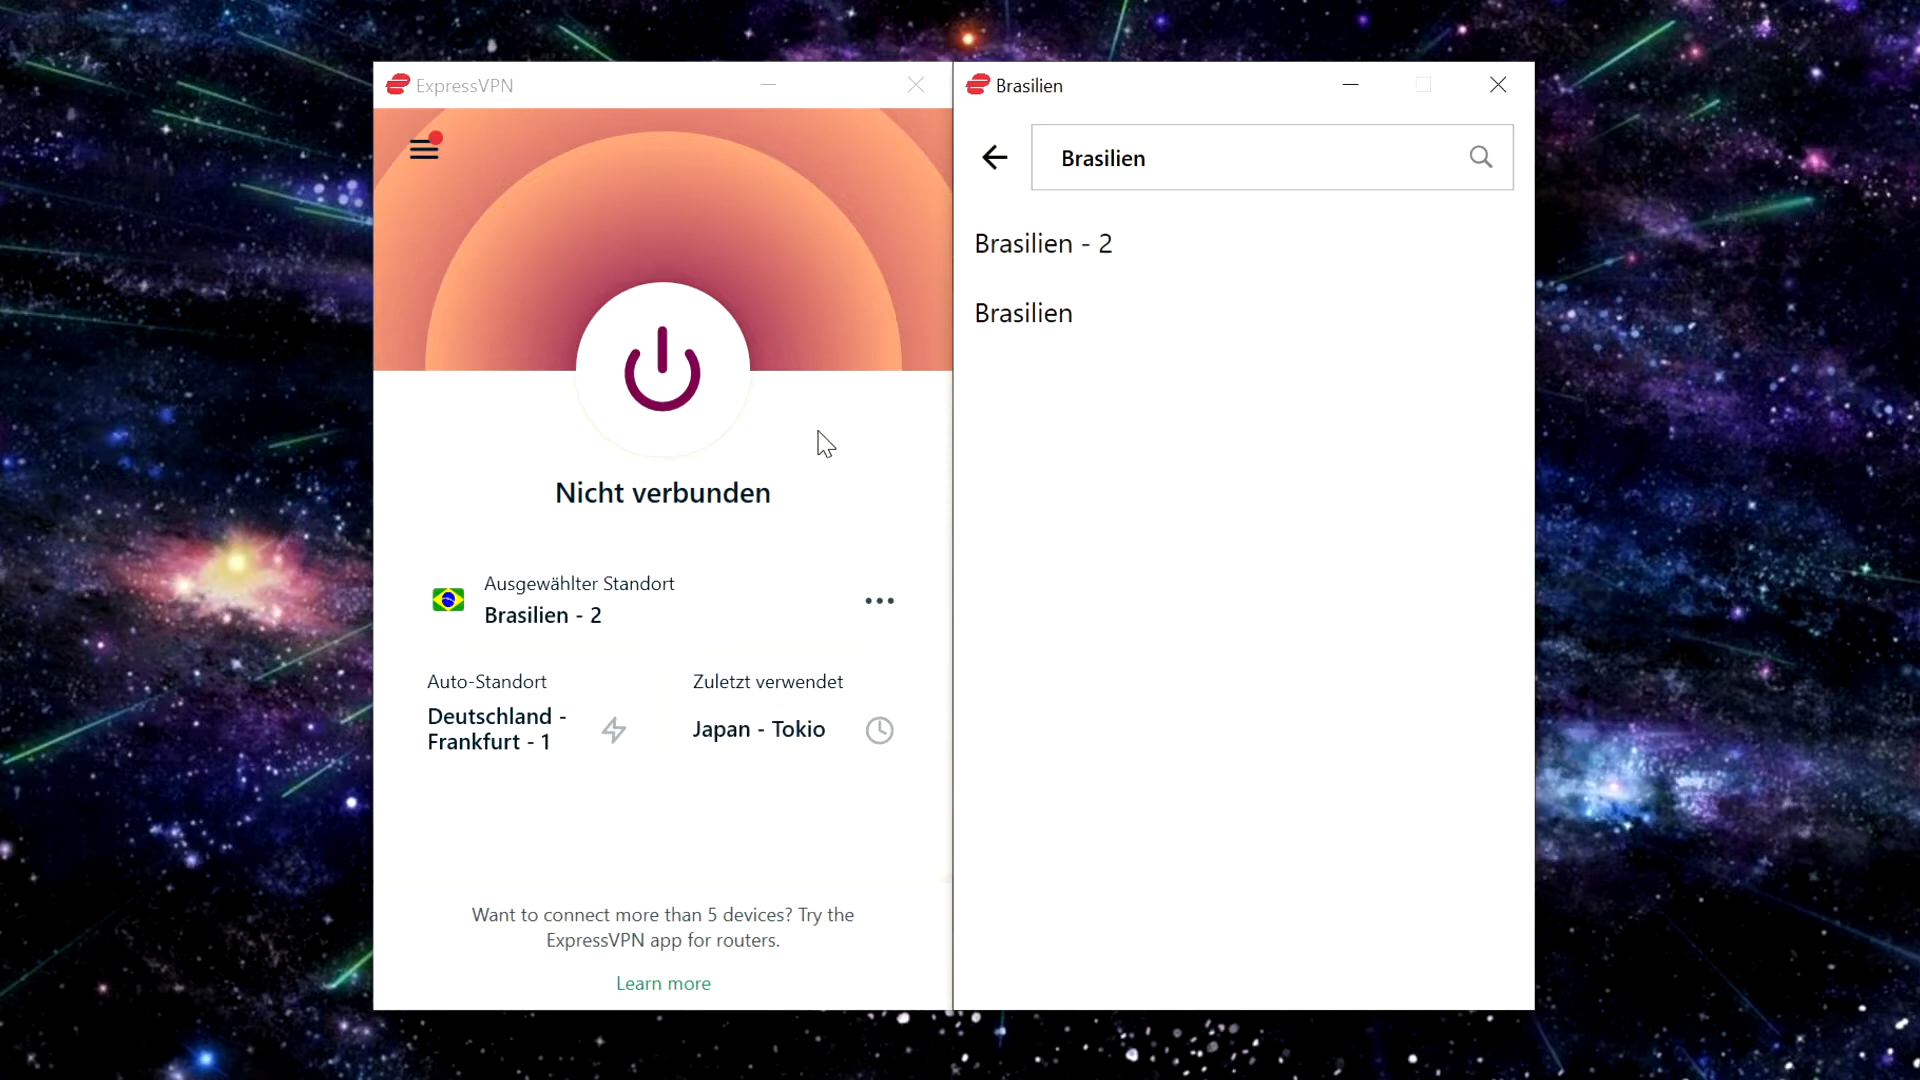 ExpressVPN
Nicht verbunden
Ausgewählter Standort
Brasilien - 2
Auto-Standort
Deutschland -
Frankfurt - 1
Zuletzt verwendet
Japan - Tokio
Want to connect more than 5 devices? Try the
ExpressVPN app for routers.
Learn more
Brasilien
Brasilien
Brasilien - 2
Brasilien